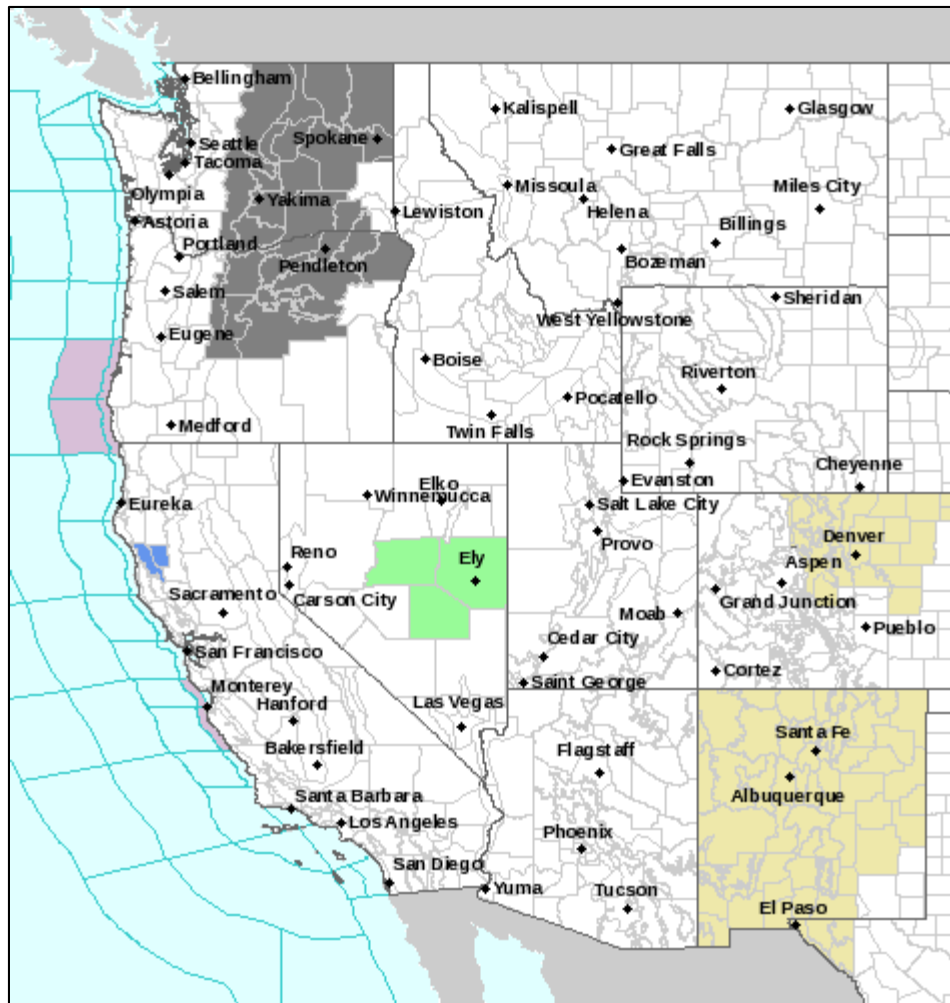 Bellingham
Kalispell
Glasgow
Spokane
Seattle
Great Falls
Tacoma
Olympia
Missoula
Miles City
Yakima
Helena
Lewiston
Astoria
Billings
Portland
Pendleton
Bozeman
Salem
Sheridan
West Yellowstone
Eugene
Boise
Riverton
Pocatello
Medford
Twin Falls
Rock Springs
Cheyenne
Elko
Evanston
Winnemucca
Eureka
Salt Lake City
Provo
Denver
Reno
Ely
Aspen
Sacramento
Carson City
Grand Junction
Moab
Pueblo
Cedar City
San Francisco
Cortez
Saint George
Monterey
Hanford
Las Vegas
Santa Fe
Bakersfield
Flagstaff
Albuquerque
Santa Barbara
Los Angeles
Phoenix
San Diego
Yuma
Tucson
El Paso